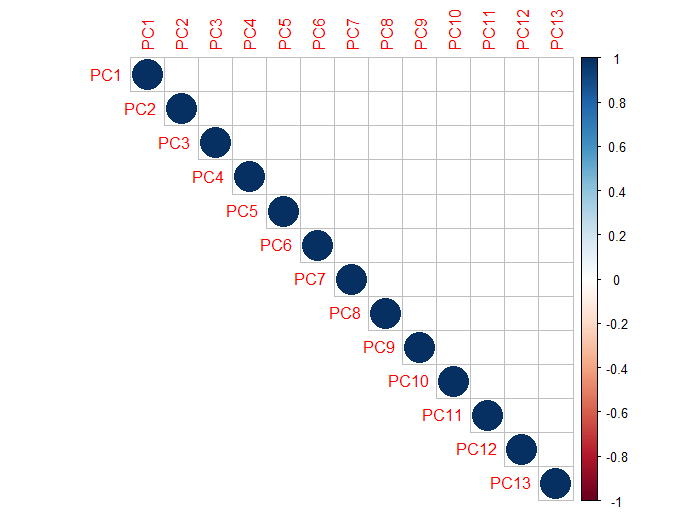 PC1 PC2 PC3 PC4 PC5 PC6 PC7 PC8 PC9 PC10 PC11 PC12 PC13
PC1
PC2
PC3
PC4
PC5
PC6
PC7
PC8
PC9
PC10
PC11
PC12
PC13
1
0.8
0.6
0.4
0.2
0
-0.2
-0.4
-0.6
-0.8
-1